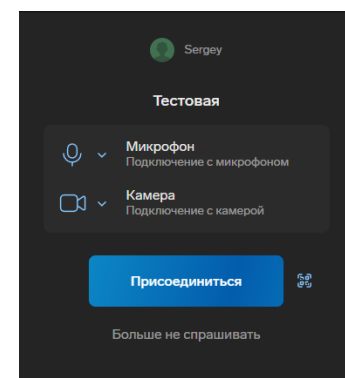 Sergey
Тестовая
Микрофон
Подключение с микрофоном
Камера
Подключение с камерой
Присоединиться
Больше не спрашивать